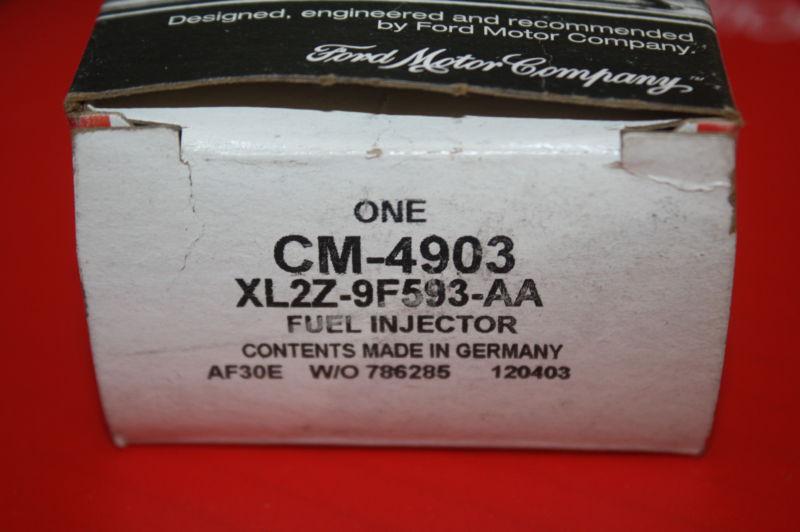 Designed, engineered and recommended
by Ford Motor Company.
Ford Motor Company™
ONE
CM-4903
XL2Z-9F593-AA
FUEL INJECTOR
CONTENTS MADE IN GERMANY
AF30E W/O 786285 120403